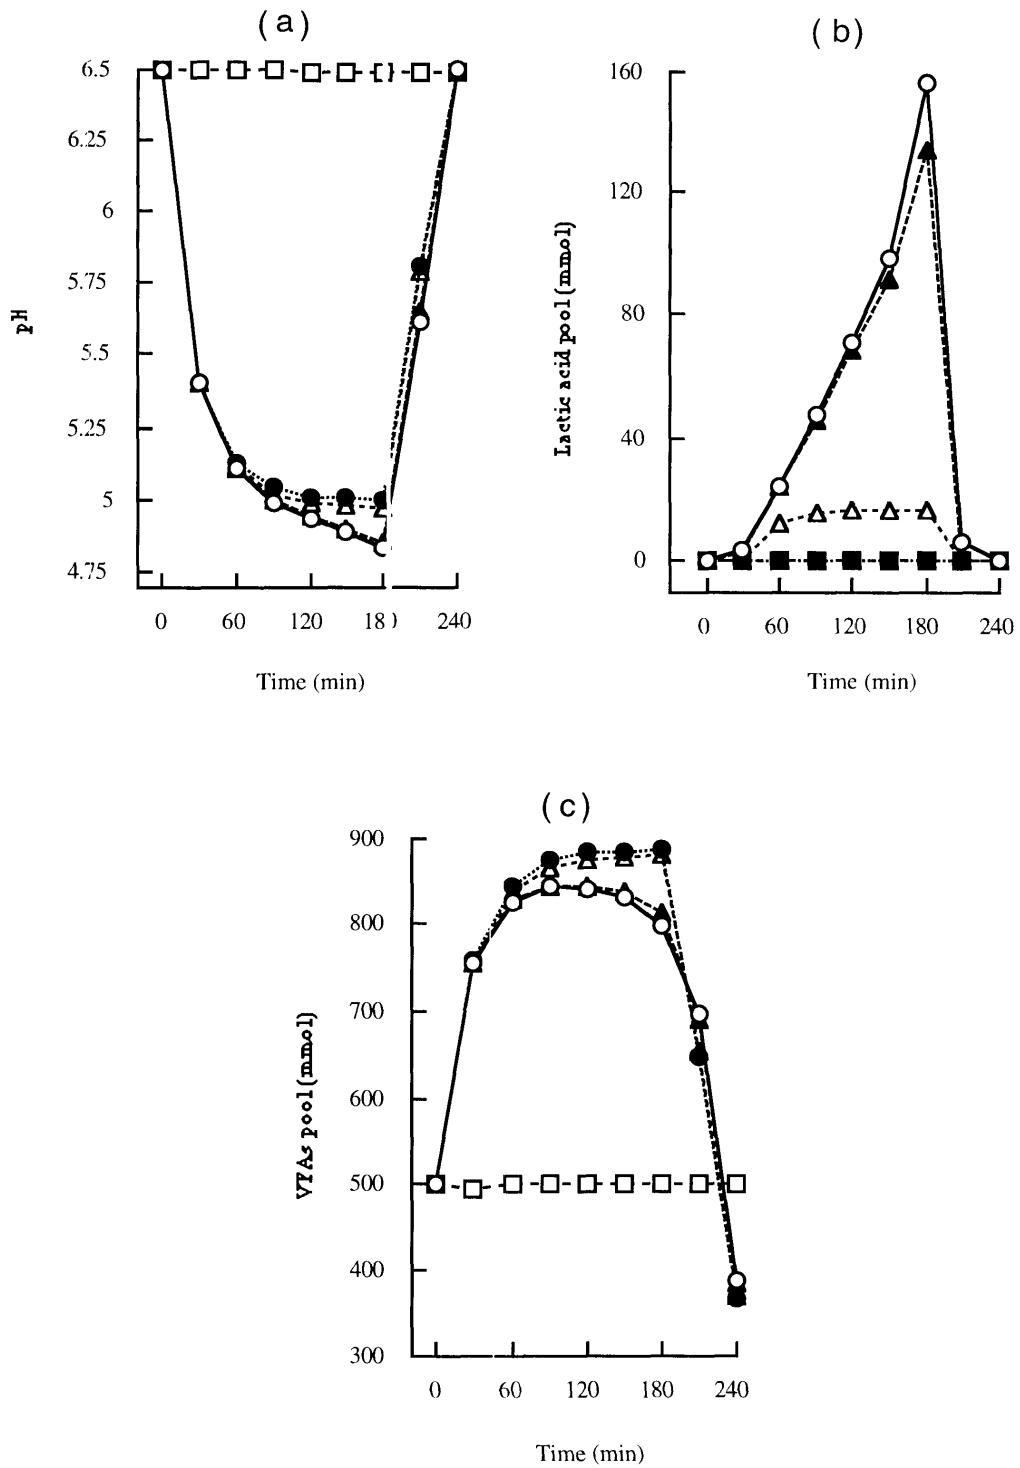 (a)
6.5
6.25
6
5.75
5.5
5.25
5
4.75
pH
0 60 120 180 240
Time (min)
(b)
160
120
80
40
0
Lactic acid pool (mmol)
0 60 120 180 240
Time (min)
(c)
900
800
700
600
500
400
300
VFAs pool (mmol)
0 60 120 180 240
Time (min)